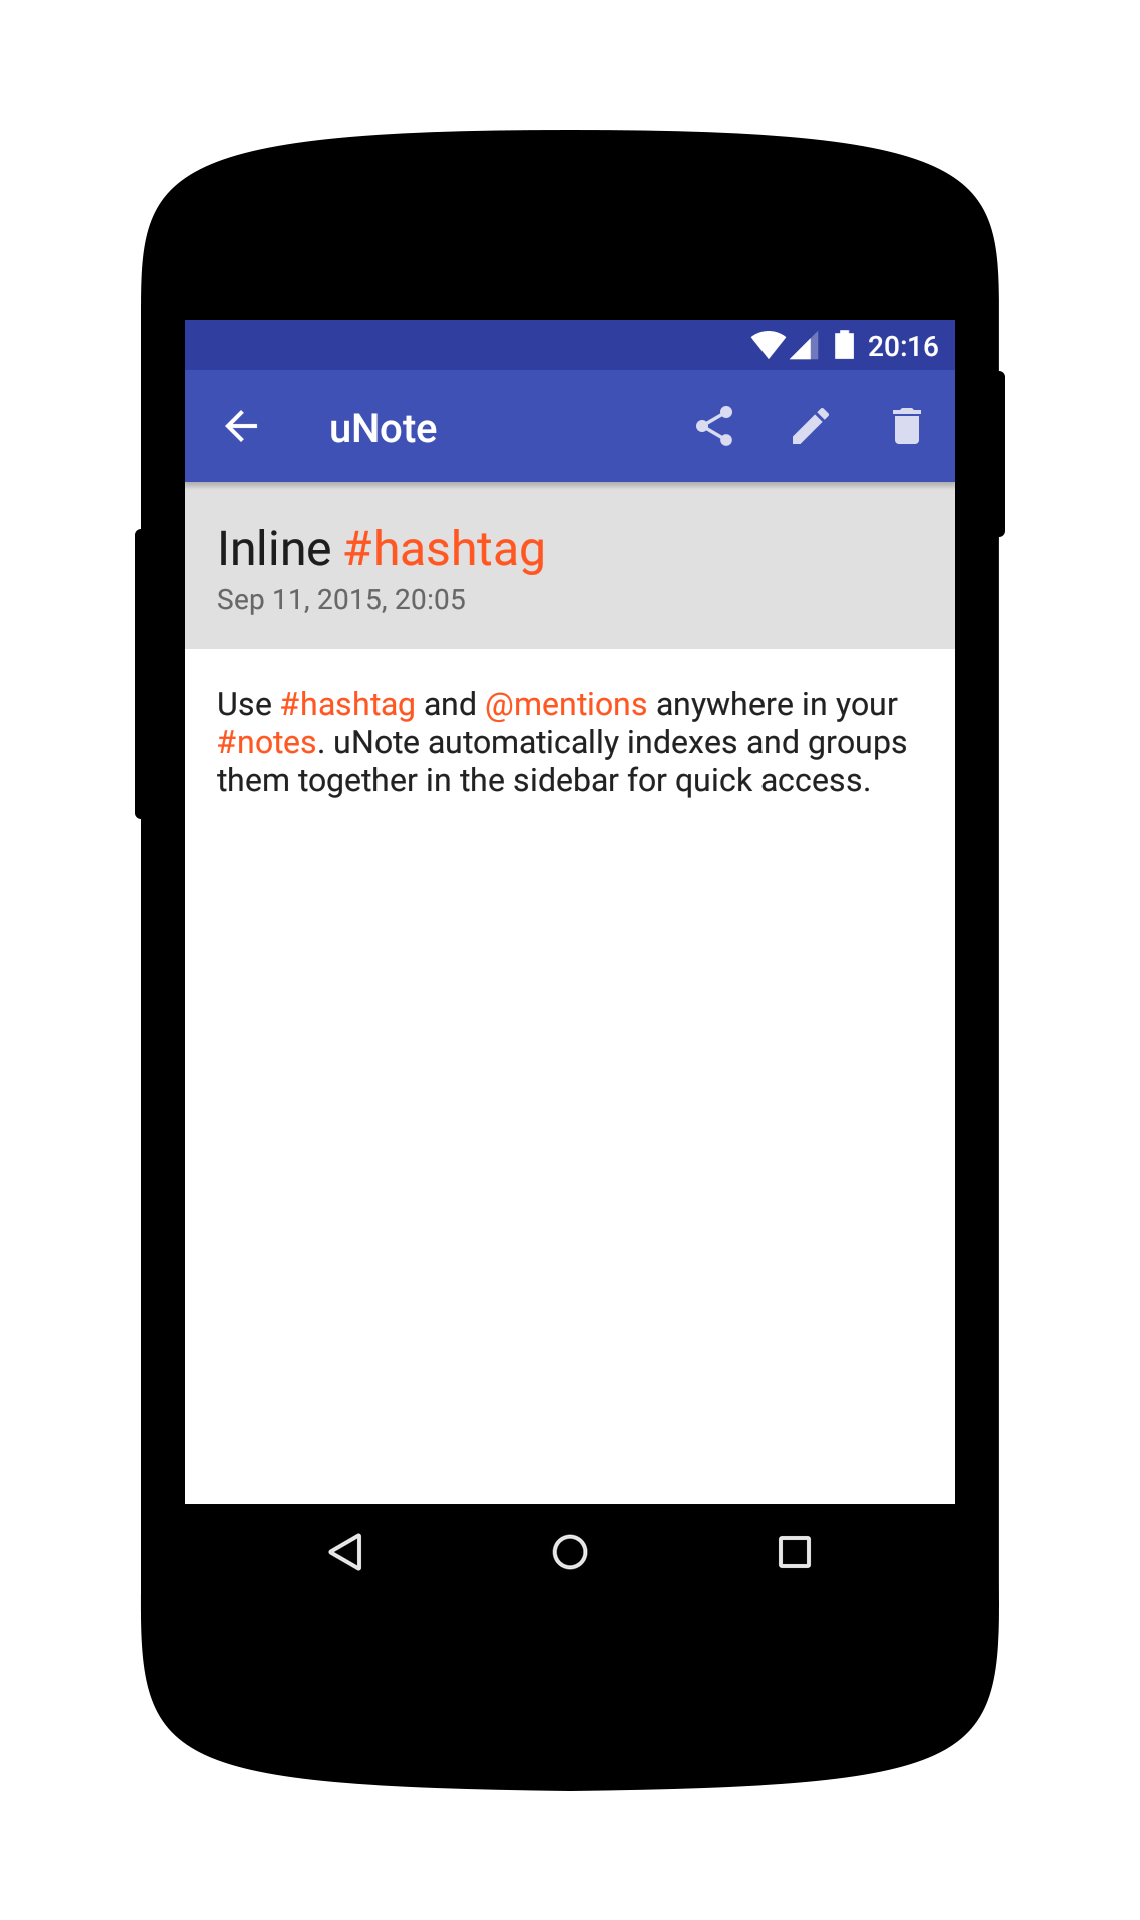 20:16
uNote
Inline #hashtag
Sep 11, 2015, 20:05
Use #hashtag and @mentions anywhere in your
#notes. uNote automatically indexes and groups
them together in the sidebar for quick access.